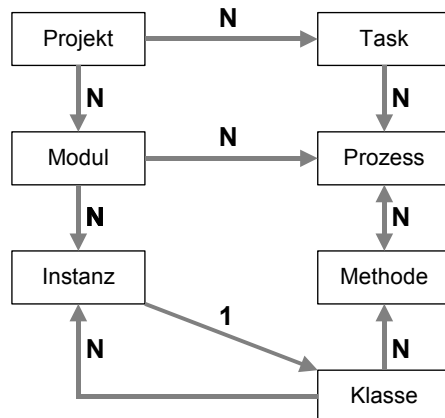 Projekt
N
Task
N
N
Modul
N
Prozess
N
N
Instanz
Methode
1
N
N
Klasse